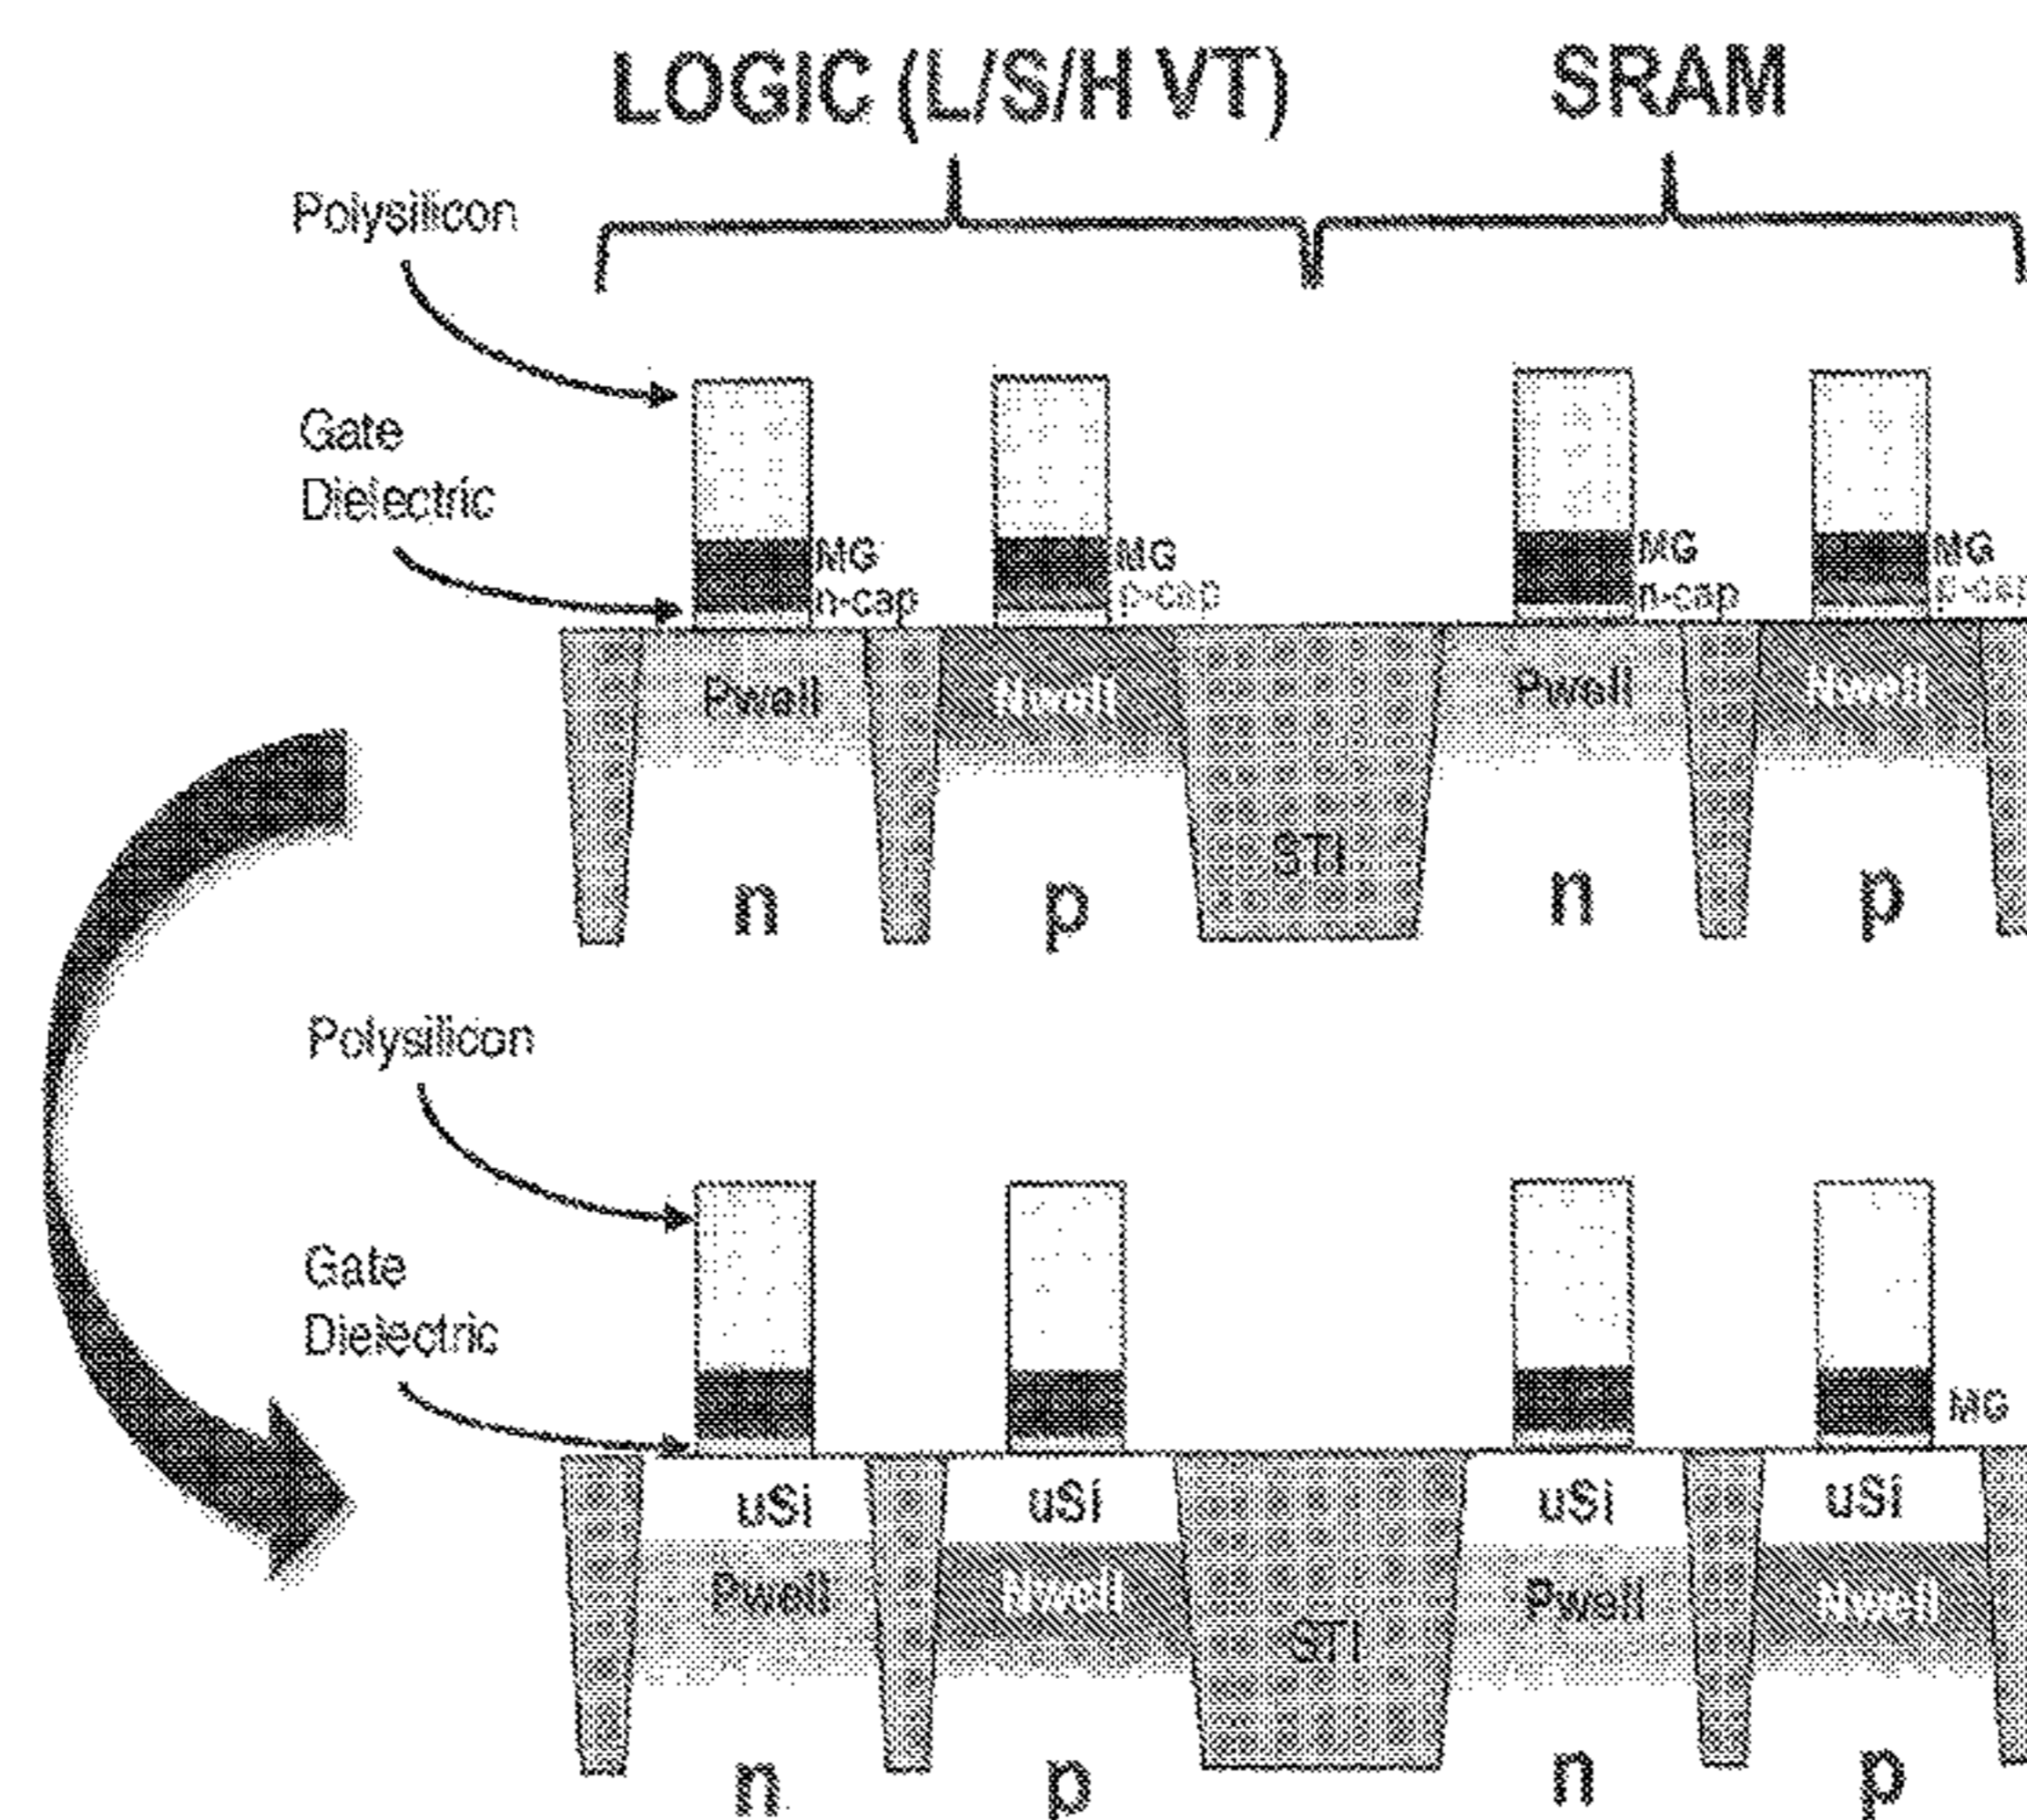 LOGIC (L/S/H VT)
SRAM
Polysilicon
Gate
Dielectric
MG
n-cap
MG
p-cap
MG
n-cap
MG
p-cap
Pwell
Nwell
Pwell
Nwell
STI
n
p
n
p
Polysilicon
Gate
Dielectric
MG
uSi
uSi
uSi
uSi
Pwell
Nwell
Pwell
Nwell
STI
n
p
n
p